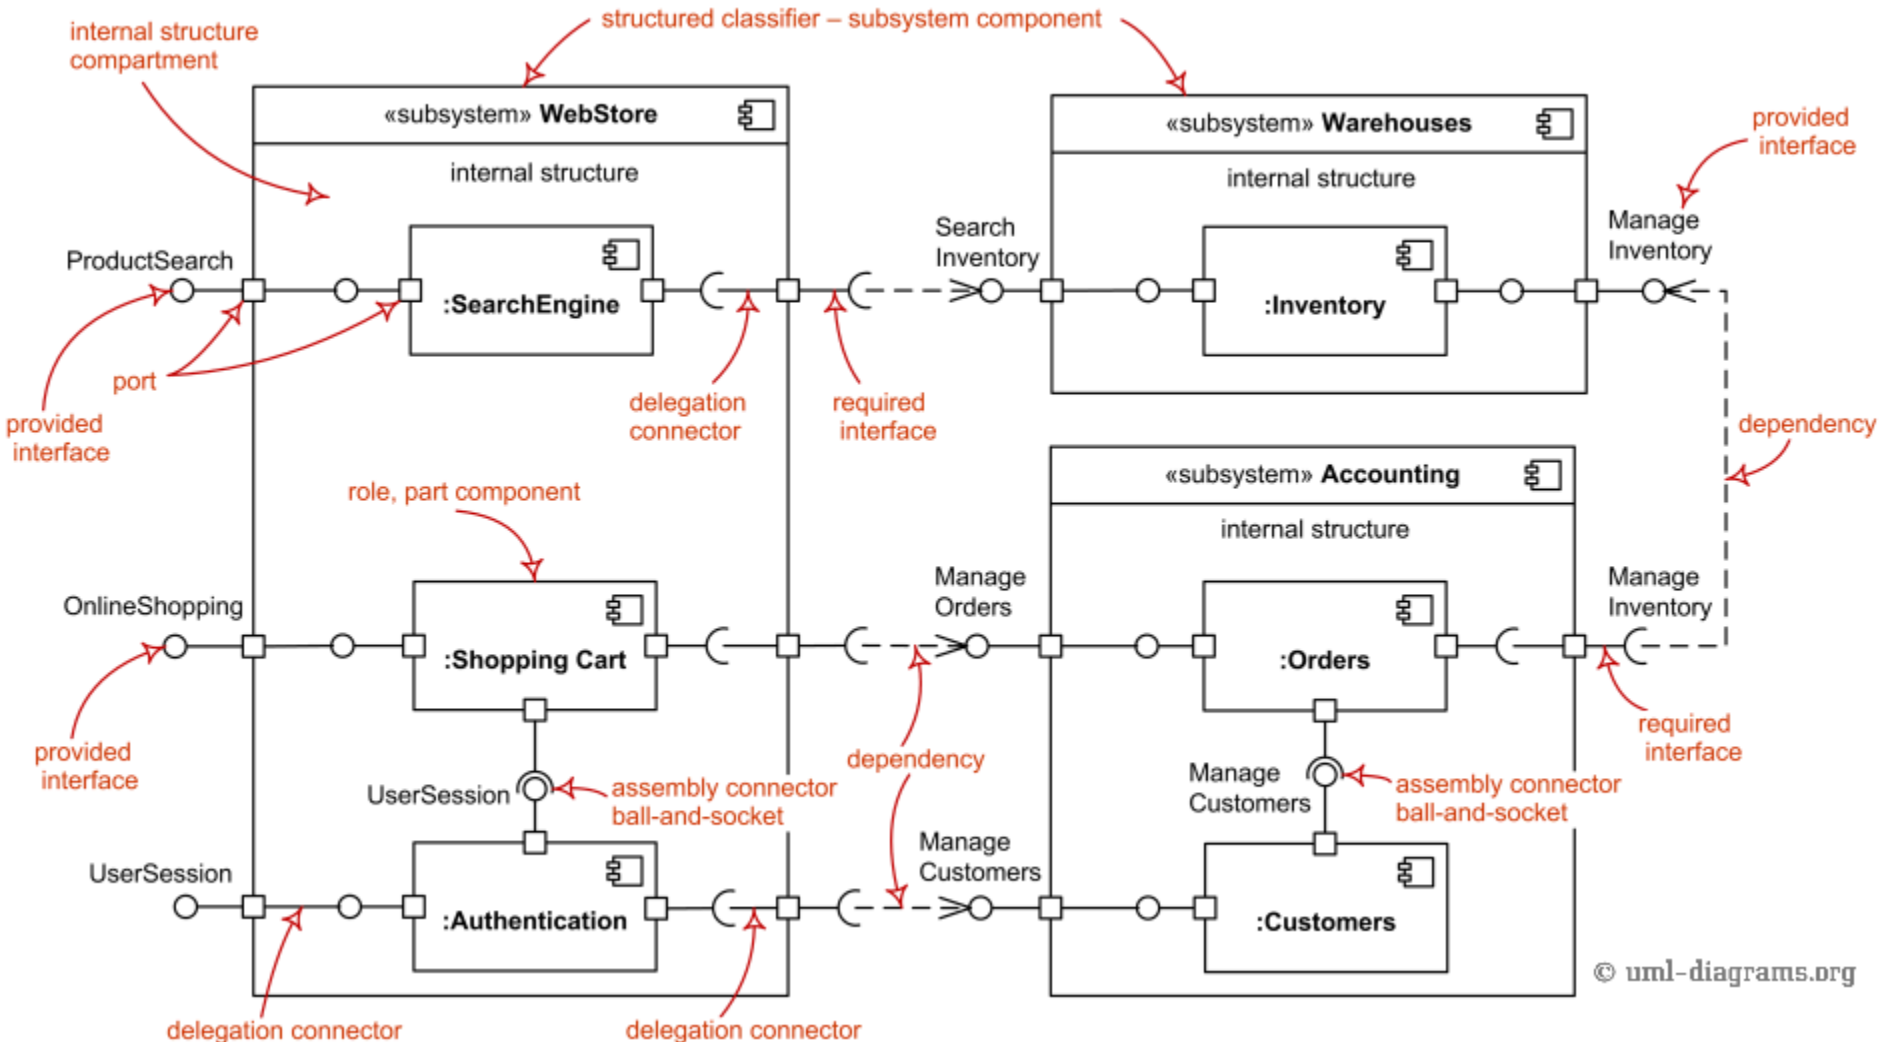 structured classifier – subsystem component
internal structure
compartment
«subsystem» WebStore
«subsystem» Warehouses
provided
interface
internal structure
internal structure
Search
Inventory
Manage
Inventory
ProductSearch
:SearchEngine
:Inventory
port
provided
interface
delegation
connector
required
interface
dependency
«subsystem» Accounting
role, part component
internal structure
OnlineShopping
Manage
Orders
Manage
Inventory
:Shopping Cart
:Orders
provided
interface
dependency
required
interface
UserSession
assembly connector
ball-and-socket
Manage
Customers
assembly connector
ball-and-socket
UserSession
Manage
Customers
:Authentication
:Customers
© uml-diagrams.org
delegation connector
delegation connector